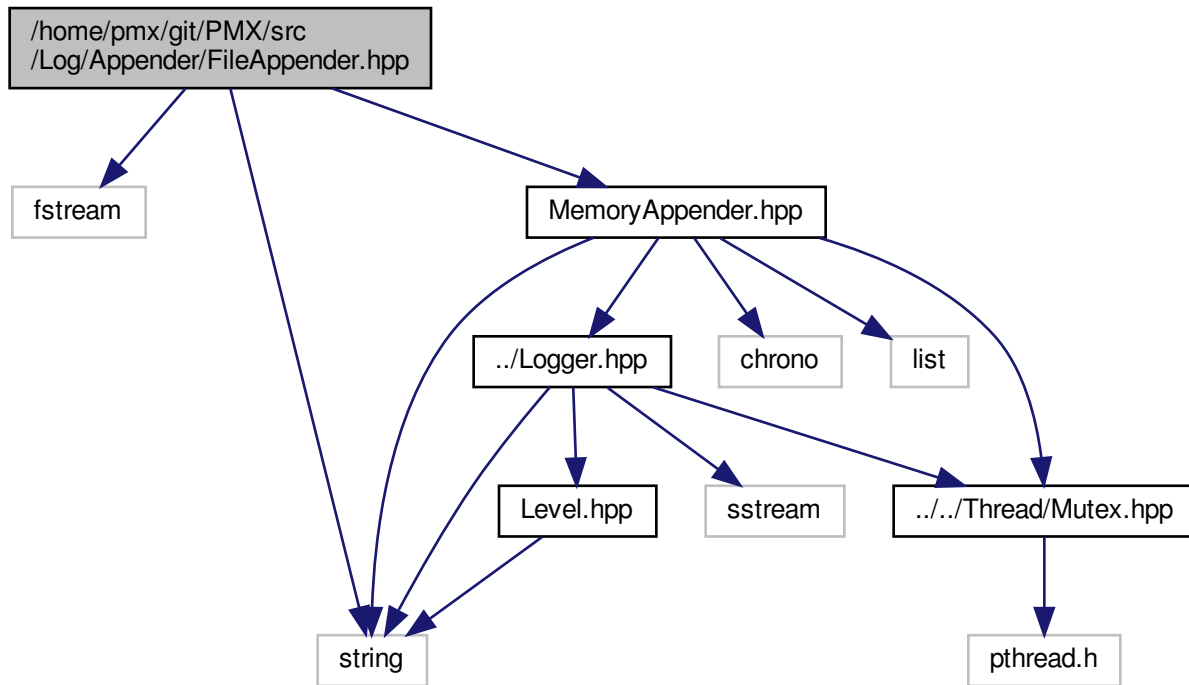 /home/pmx/git/PMX/src
/Log/Appender/FileAppender.hpp
fstream
MemoryAppender.hpp
../Logger.hpp
chrono
list
Level.hpp
sstream
../../Thread/Mutex.hpp
string
pthread.h